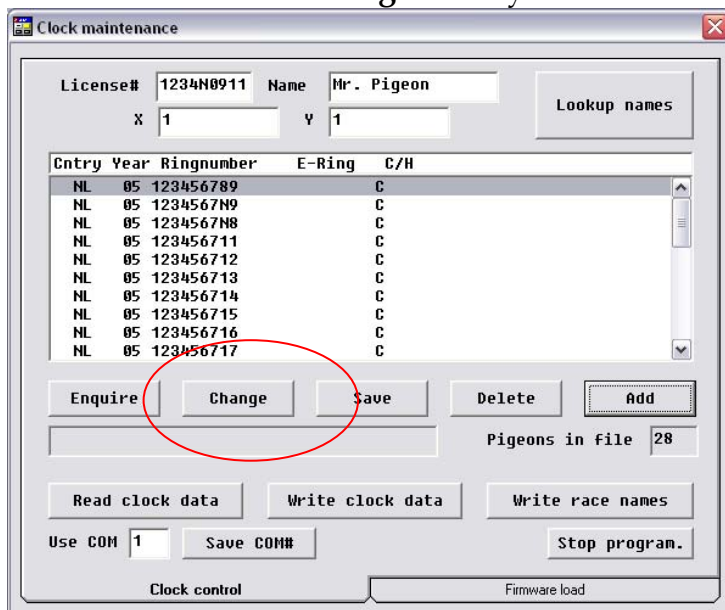 Clock maintenance
License# 1234N0911 Name Mr. Pigeon
Lookup names
X 1 Y 1
Cntry Year Ringnumber E-Ring C/H
NL 05 123456789 C
NL 05 1234567N9 C
NL 05 1234567N8 C
NL 05 123456711 C
NL 05 123456712 C
NL 05 123456713 C
NL 05 123456714 C
NL 05 123456715 C
NL 05 123456716 C
NL 05 123456717 C
Enquire Change Save Delete Add
Pigeons in file 28
Read clock data Write clock data Write race names
Use COM 1 Save COM# Stop program.
Clock control Firmware load